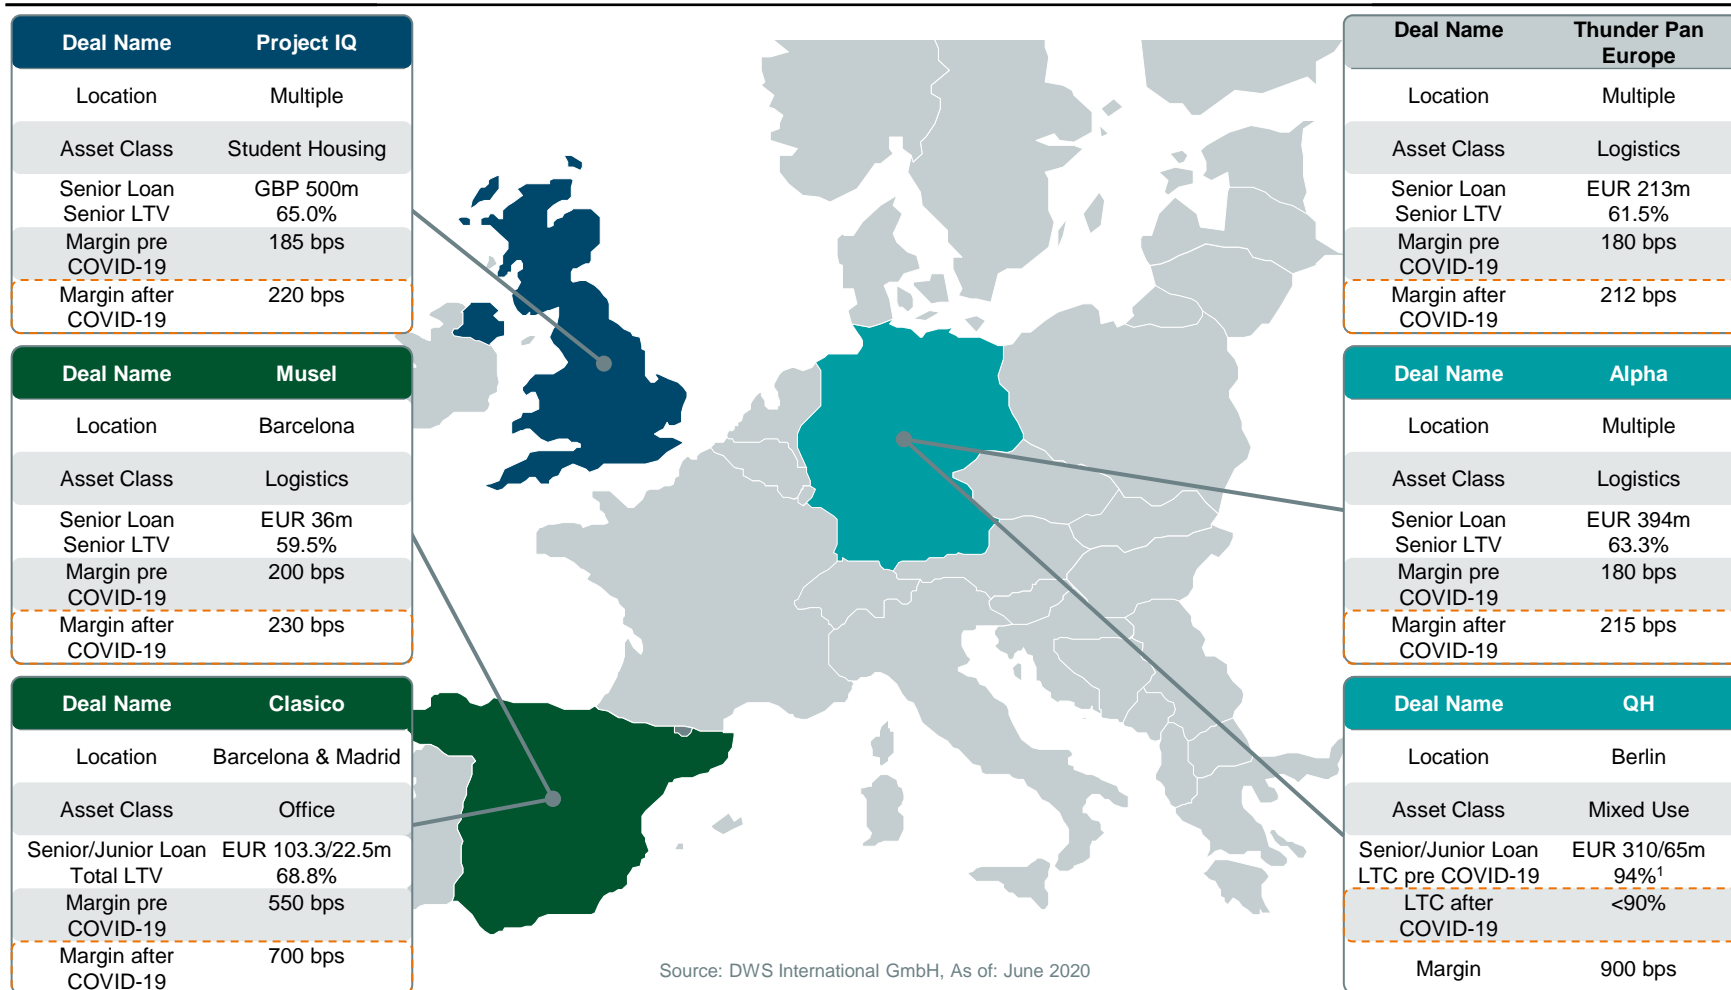 Deal Name Project IQ
Location Multiple
Asset Class Student Housing
Senior Loan GBP 500m
Senior LTV 65.0%
Margin pre 185 bps
COVID-19
Margin after 220 bps
COVID-19
Deal Name Musel
Location Barcelona
Asset Class Logistics
Senior Loan EUR 36m
Senior LTV 59.5%
Margin pre 200 bps
COVID-19
Margin after 230 bps
COVID-19
Deal Name Clasico
Location Barcelona & Madrid
Asset Class Office
Senior/Junior Loan EUR 103.3/22.5m
Total LTV 68.8%
Margin pre 550 bps
COVID-19
Margin after 700 bps
COVID-19
Deal Name Thunder Pan
Europe
Location Multiple
Asset Class Logistics
Senior Loan EUR 213m
Senior LTV 61.5%
Margin pre 180 bps
COVID-19
Margin after 212 bps
COVID-19
Deal Name Alpha
Location Multiple
Asset Class Logistics
Senior Loan EUR 394m
Senior LTV 63.3%
Margin pre 180 bps
COVID-19
Margin after 215 bps
COVID-19
Deal Name QH
Location Berlin
Asset Class Mixed Use
Senior/Junior Loan EUR 310/65m
LTC pre COVID-19 94%¹
LTC after <90%
COVID-19
Margin 900 bps
Source: DWS International GmbH, As of: June 2020